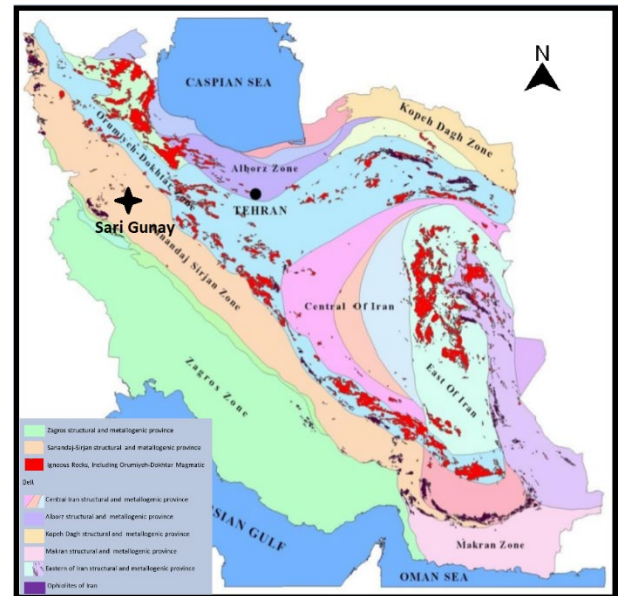 N
CASPIAN SEA
Kopeh Dagh Zone
Orumiyeh-Dokhtar Zone
Alborz Zone
TEHRAN
Sari Gunay
anandaj Sirjan Zone
Central Of Iran
East Of Iran
Zagros Zone
Makran Zone
SSIAN GULF
OMAN SEA
Zagros structural and metallogenic province
Sanandaj-Sirjan structural and metallogenic province
Igneous Rocks, Including Orumiyeh-Dokhtar Magmatic
Belt
Central Iran structural and metallogenic province
Alborz structural and metallogenic province
Kopeh Dagh structural and metallogenic province
Makran structural and metallogenic province
Eastern of Iran structural and metallogenic province
Ophiolites of Iran